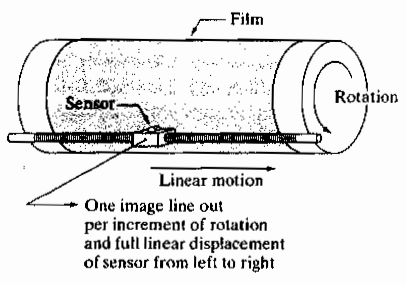 Film
Sensor
Rotation
Linear motion
One image line out
per increment of rotation
and full linear displacement
of sensor from left to right